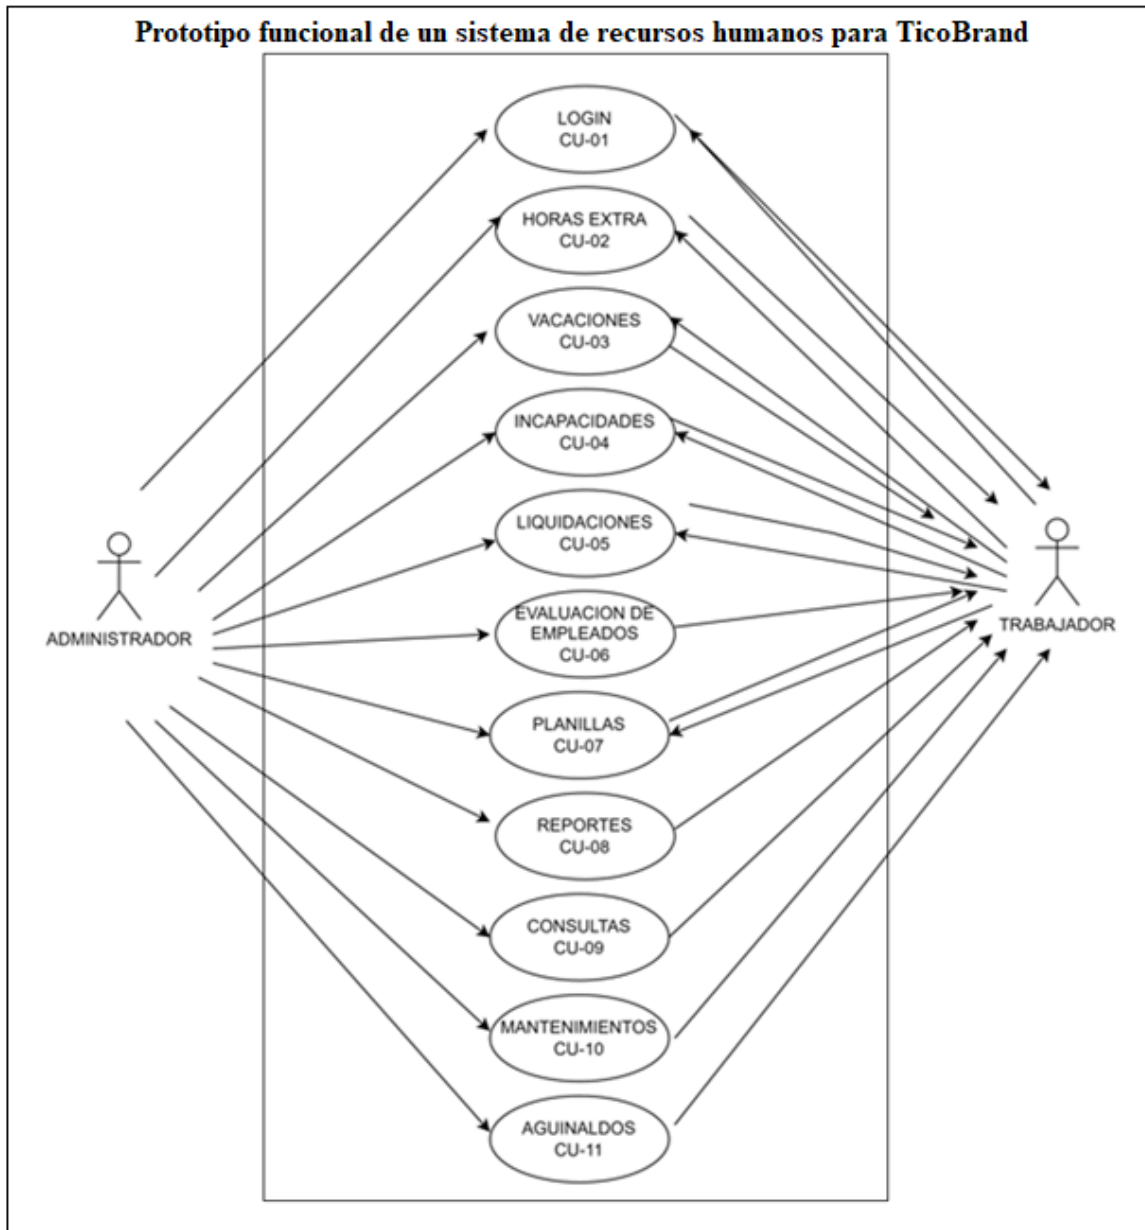 Prototipo funcional de un sistema de recursos humanos para TicoBrand
LOGIN
CU-01
HORAS EXTRA
CU-02
VACACIONES
CU-03
INCAPACIDADES
CU-04
LIQUIDACIONES
CU-05
EVALUACION DE
EMPLEADOS
CU-06
ADMINISTRADOR
TRABAJADOR
PLANILLAS
CU-07
REPORTES
CU-08
CONSULTAS
CU-09
MANTENIMIENTOS
CU-10
AGUINALDOS
CU-11